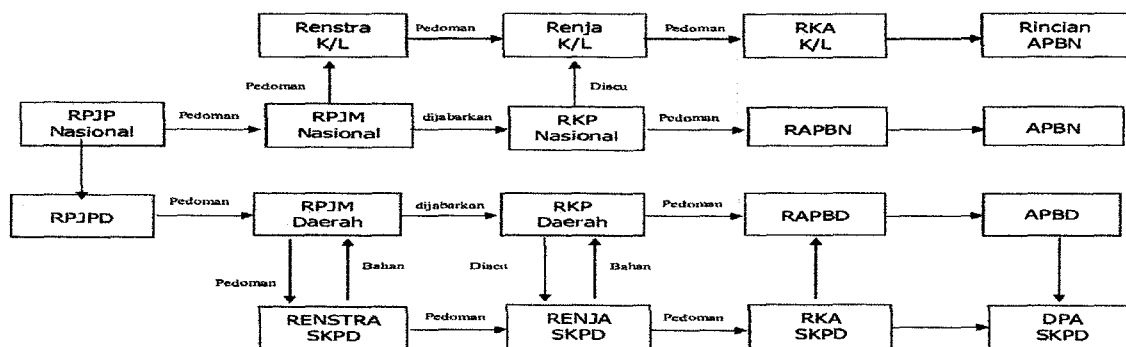 Renstra
K/L
Pedoman
Renja
K/L
Pedoman
RKA
K/L
Rincian
APBN
Pedoman
Diacu
RPJP
Nasional
Pedoman
RPJM
Nasional
dijabarkan
RKP
Nasional
Pedoman
RAPBN
APBN
RPJPD
Pedoman
RPJM
Daerah
dijabarkan
RKP
Daerah
Pedoman
RAPBD
APBD
Pedoman
Bahan
Diacu
Bahan
RENSTRA
SKPD
Pedoman
RENJA
SKPD
Pedoman
RKA
SKPD
DPA
SKPD